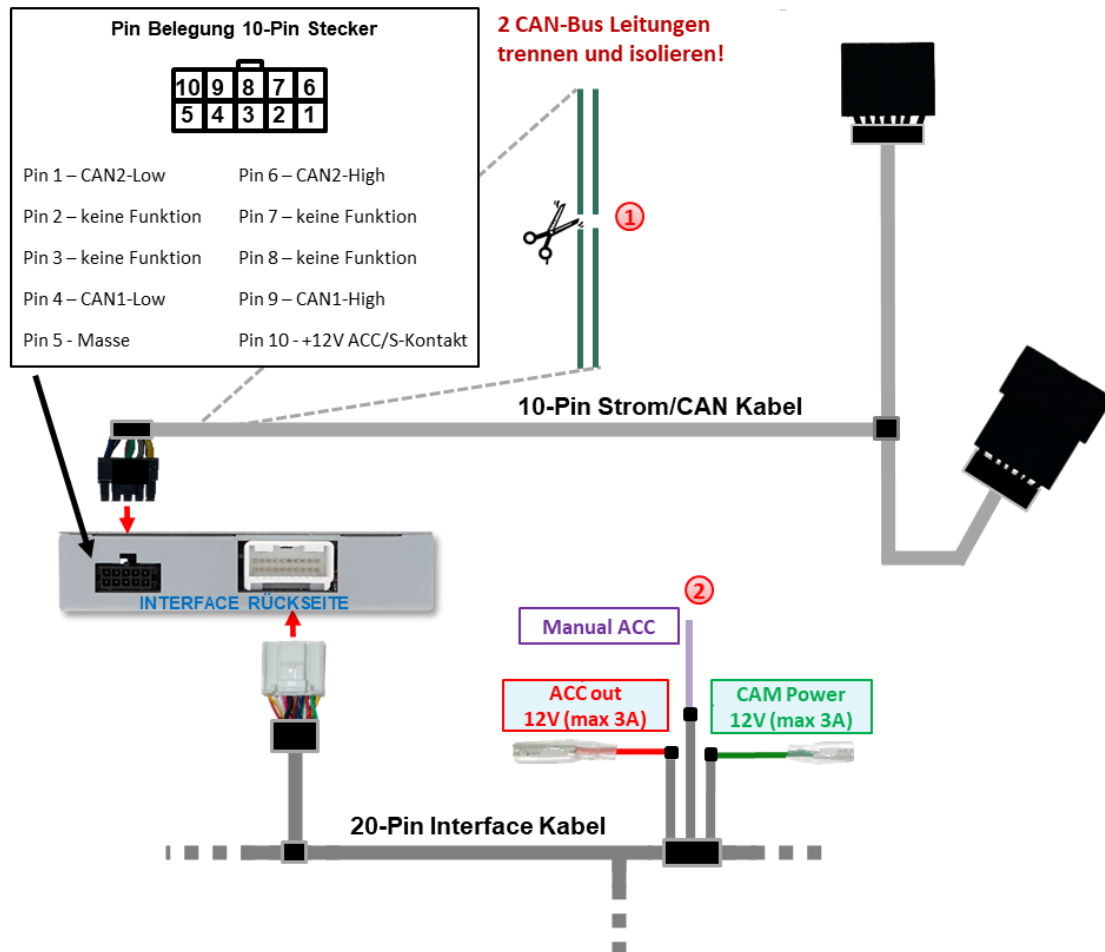 Pin Belegung 10-Pin Stecker
10 9 8 7 6
5 4 3 2 1
Pin 1 – CAN2-Low
Pin 6 – CAN2-High
Pin 2 – keine Funktion
Pin 7 – keine Funktion
Pin 3 – keine Funktion
Pin 8 – keine Funktion
Pin 4 – CAN1-Low
Pin 9 – CAN1-High
Pin 5 - Masse
Pin 10 - +12V ACC/S-Kontakt
2 CAN-Bus Leitungen
trennen und isolieren!
1
10-Pin Strom/CAN Kabel
INTERFACE RÜCKSEITE
2
Manual ACC
ACC out
12V (max 3A)
CAM Power
12V (max 3A)
20-Pin Interface Kabel